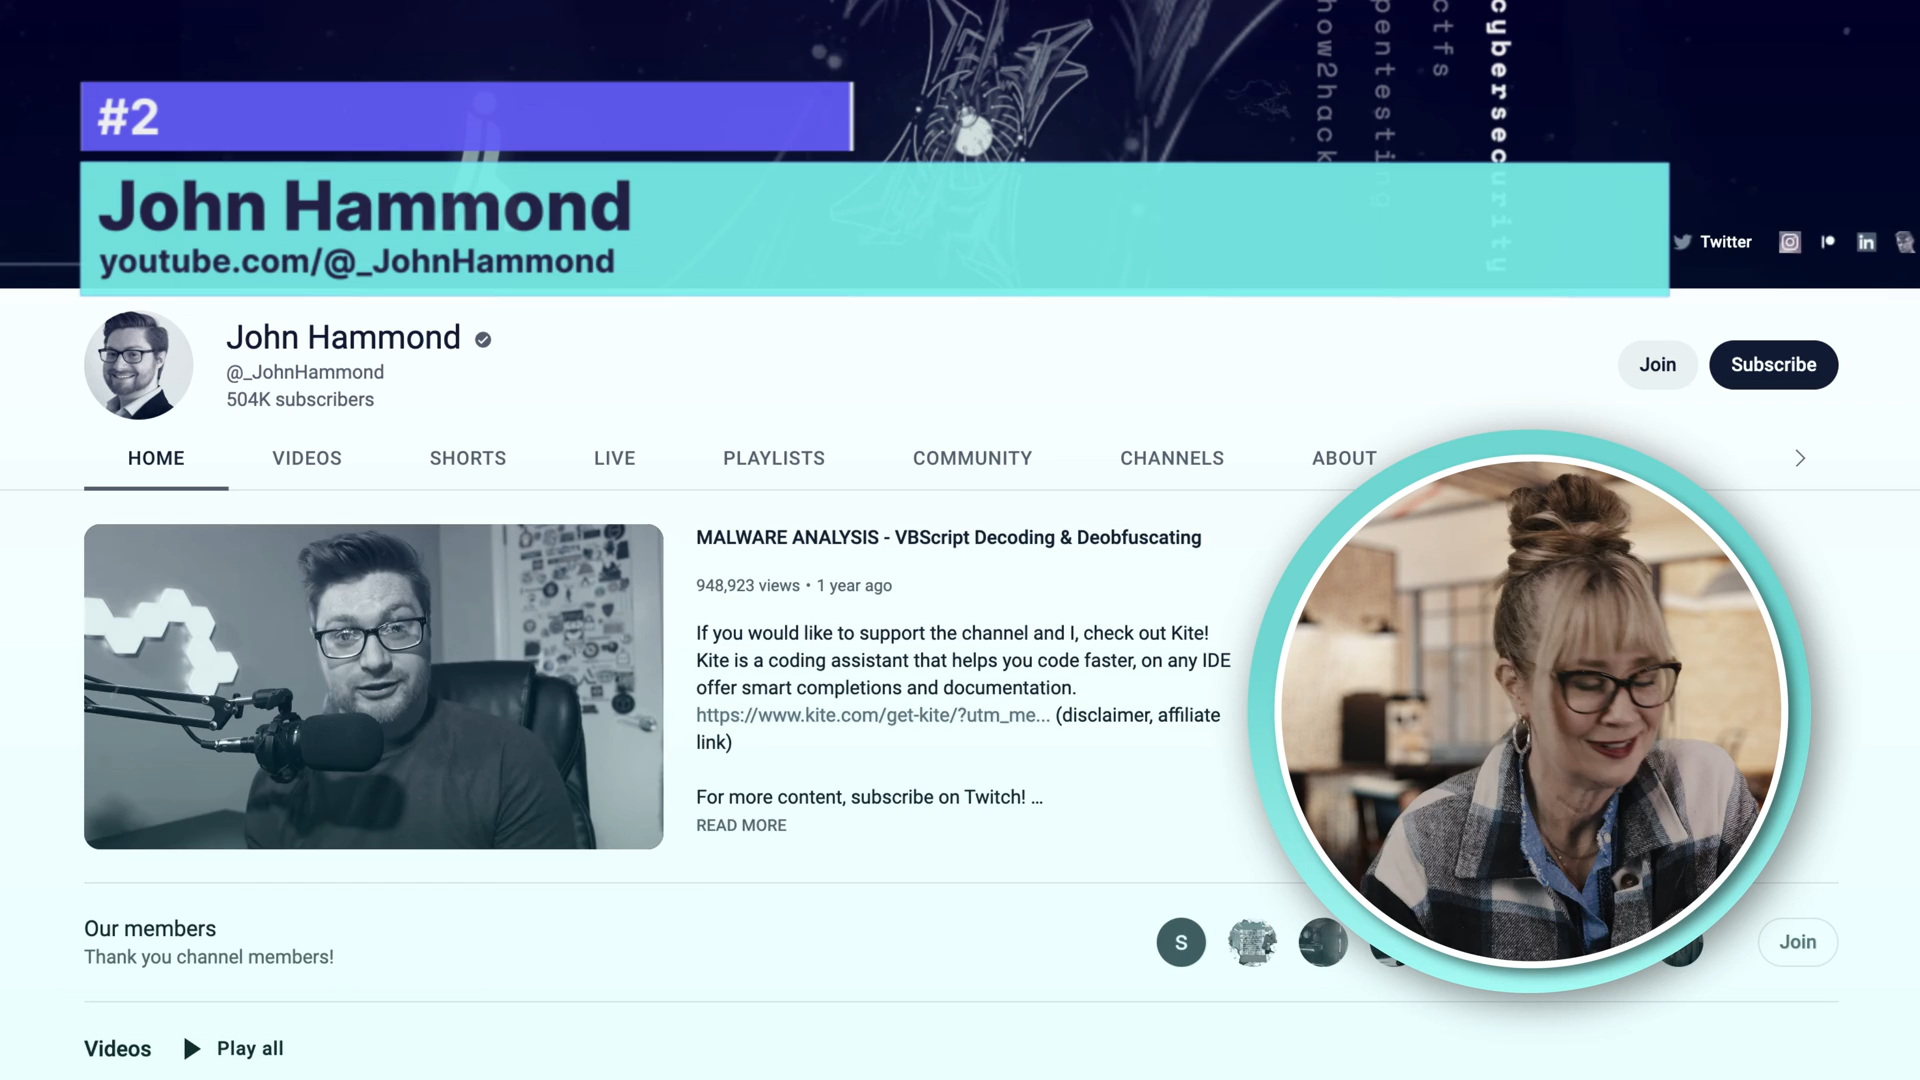 how2hack
pentesting
ctfs
cybersecurity
#2
John Hammond
youtube.com/@_JohnHammond
Twitter
in
John Hammond
@_JohnHammond
504K subscribers
Join
Subscribe
HOME
VIDEOS
SHORTS
LIVE
PLAYLISTS
COMMUNITY
CHANNELS
ABOUT
MALWARE ANALYSIS - VBScript Decoding & Deobfuscating
948,923 views • 1 year ago
If you would like to support the channel and I, check out Kite!
Kite is a coding assistant that helps you code faster, on any IDE
offer smart completions and documentation.
https://www.kite.com/get-kite/?utm_me... (disclaimer, affiliate
link)
For more content, subscribe on Twitch! ...
READ MORE
Our members
Thank you channel members!
S
Join
Videos
Play all